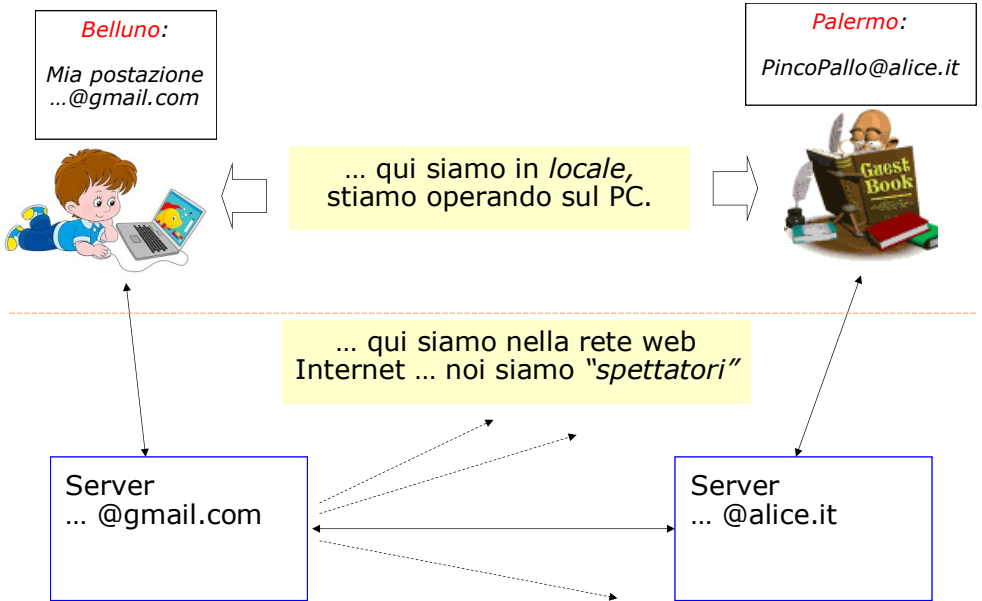 Belluno:
Mia postazione
…@gmail.com
Palermo:
PincoPallo@alice.it
… qui siamo in locale,
stiamo operando sul PC.
Guest
Book
… qui siamo nella rete web
Internet … noi siamo “spettatori”
Server
… @gmail.com
Server
… @alice.it